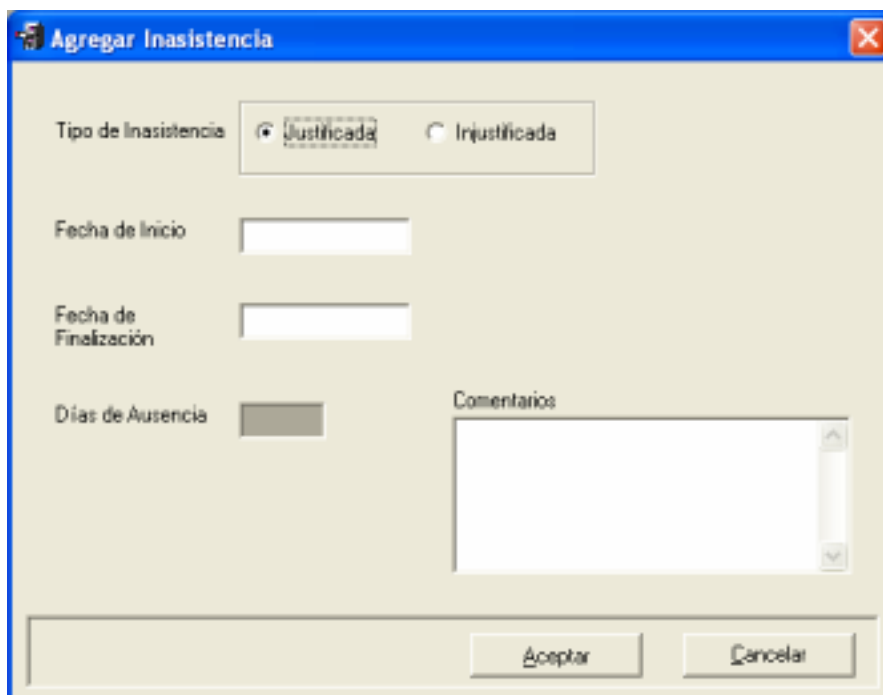 Agregar Inasistencia
Tipo de Inasistencia
Justificada
Injustificada
Fecha de Inicio
Fecha de
Finalización
Días de Ausencia
Comentarios
Aceptar
Cancelar